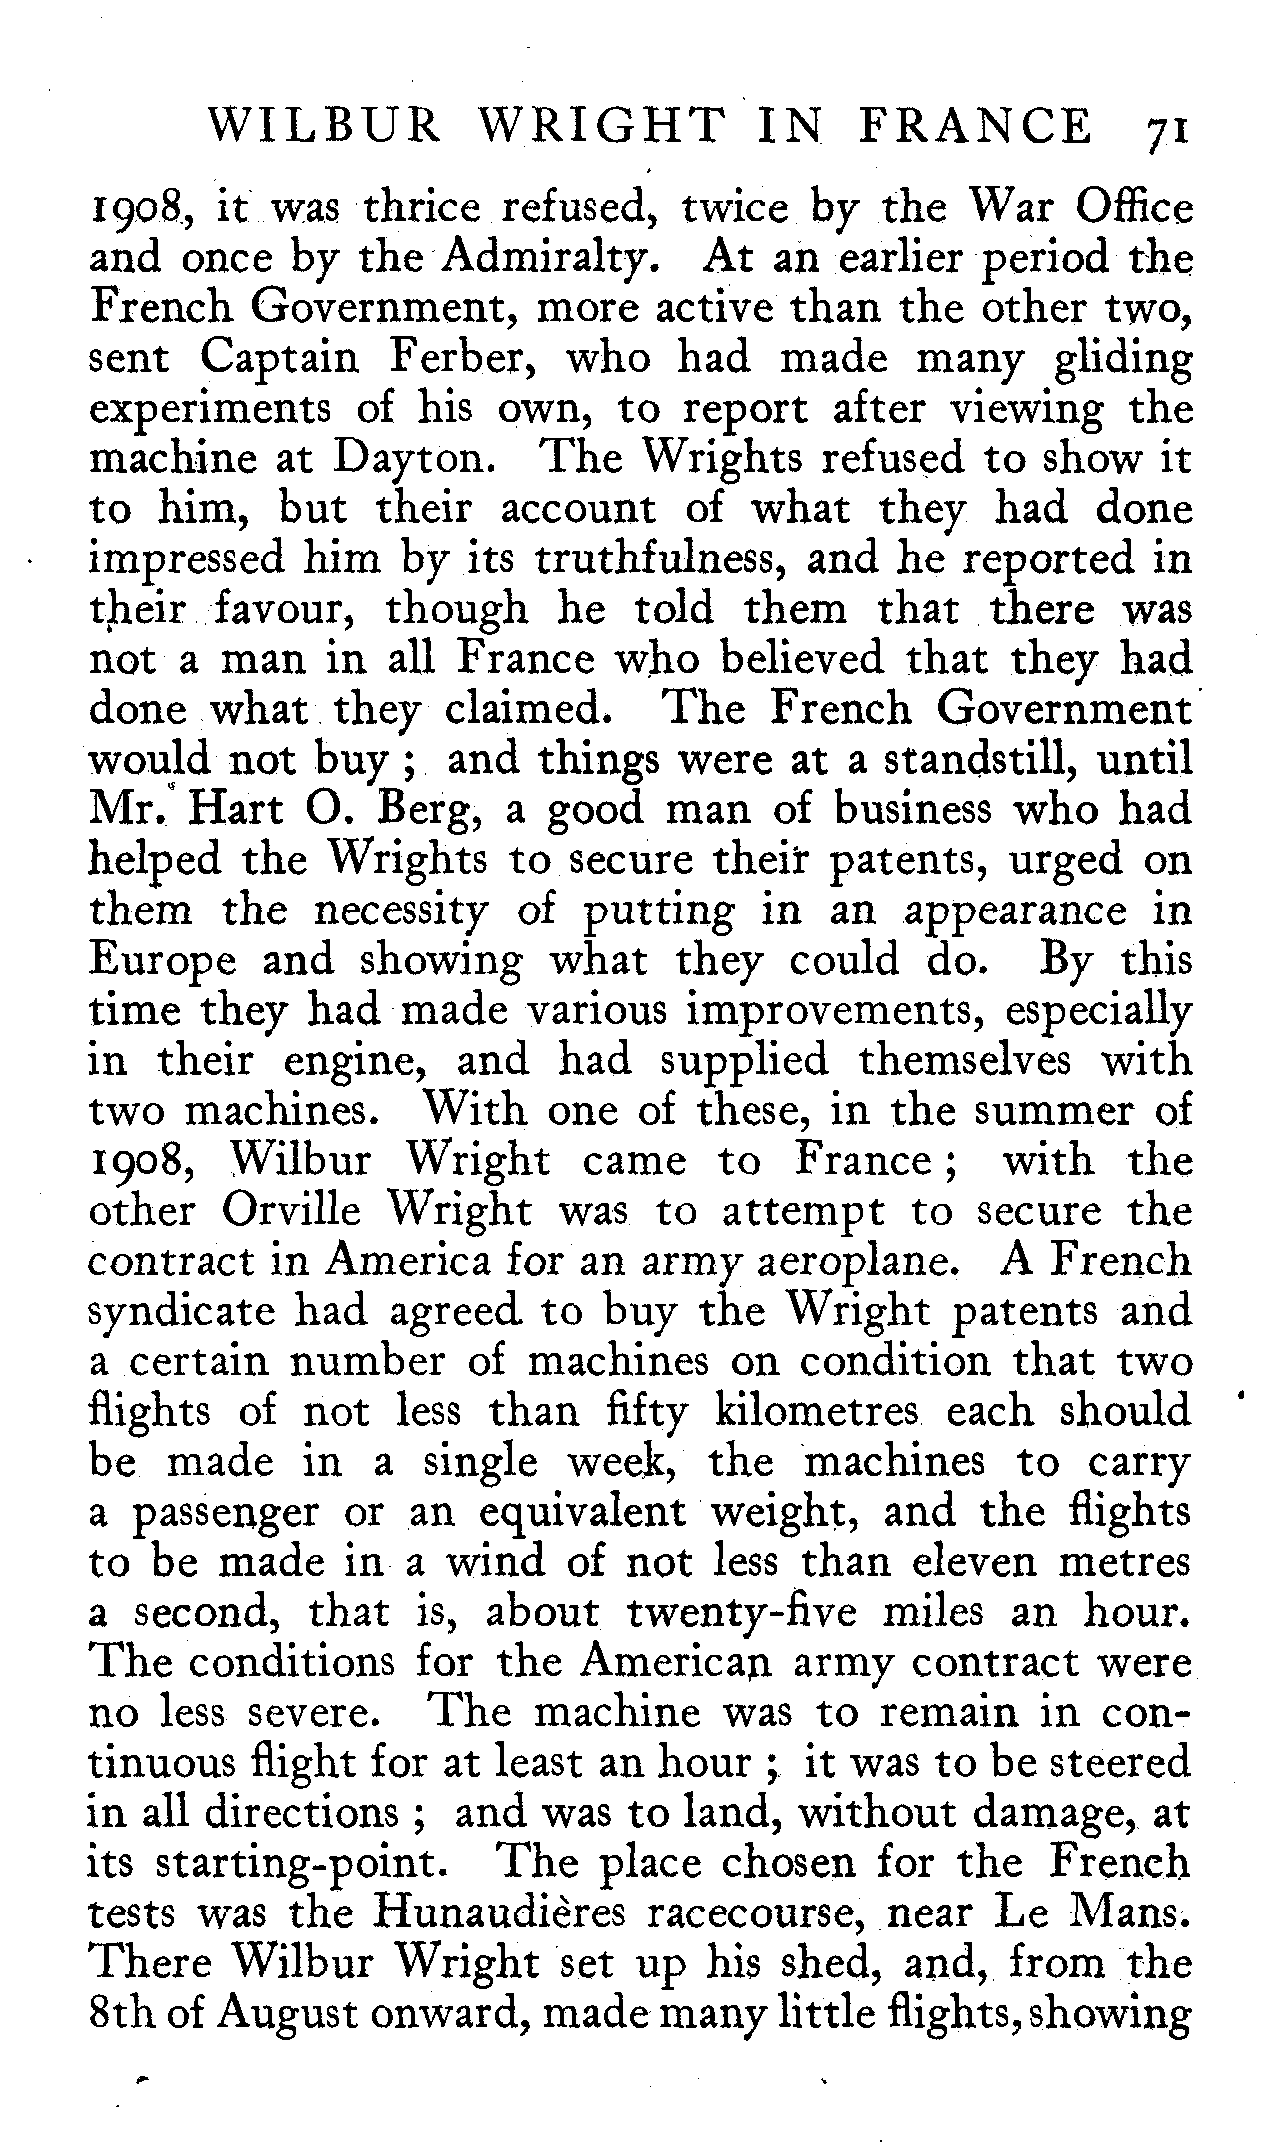 WILBUR WRIGHT IN FRANCE 71
1908, it was thrice refused, twice by the War Office
and once by the Admiralty. At an earlier period the
French Government, more active than the other two,
sent Captain Ferber, who had made many gliding
experiments of his own, to report after viewing the
machine at Dayton. The Wrights refused to show it
to him, but their account of what they had done
impressed him by its truthfulness, and he reported in
their favour, though he told them that there was
not a man in all France who believed that they had
done what they claimed. The French Government
would not buy ; and things were at a standstill, until
Mr. Hart O. Berg, a good man of business who had
helped the Wrights to secure their patents, urged on
them the necessity of putting in an appearance in
Europe and showing what they could do. By this
time they had made various improvements, especially
in their engine, and had supplied themselves with
two machines. With one of these, in the summer of
1908, Wilbur Wright came to France ; with the
other Orville Wright was to attempt to secure the
contract in America for an army aeroplane. A French
syndicate had agreed to buy the Wright patents and
a certain number of machines on condition that two
flights of not less than fifty kilometres each should
be made in a single week, the machines to carry
a passenger or an equivalent weight, and the flights
to be made in a wind of not less than eleven metres
a second, that is, about twenty-five miles an hour.
The conditions for the American army contract were
no less severe. The machine was to remain in con-
tinuous flight for at least an hour ; it was to be steered
in all directions ; and was to land, without damage, at
its starting-point. The place chosen for the French
tests was the Hunaudières racecourse, near Le Mans.
There Wilbur Wright set up his shed, and, from the
8th of August onward, made many little flights, showing